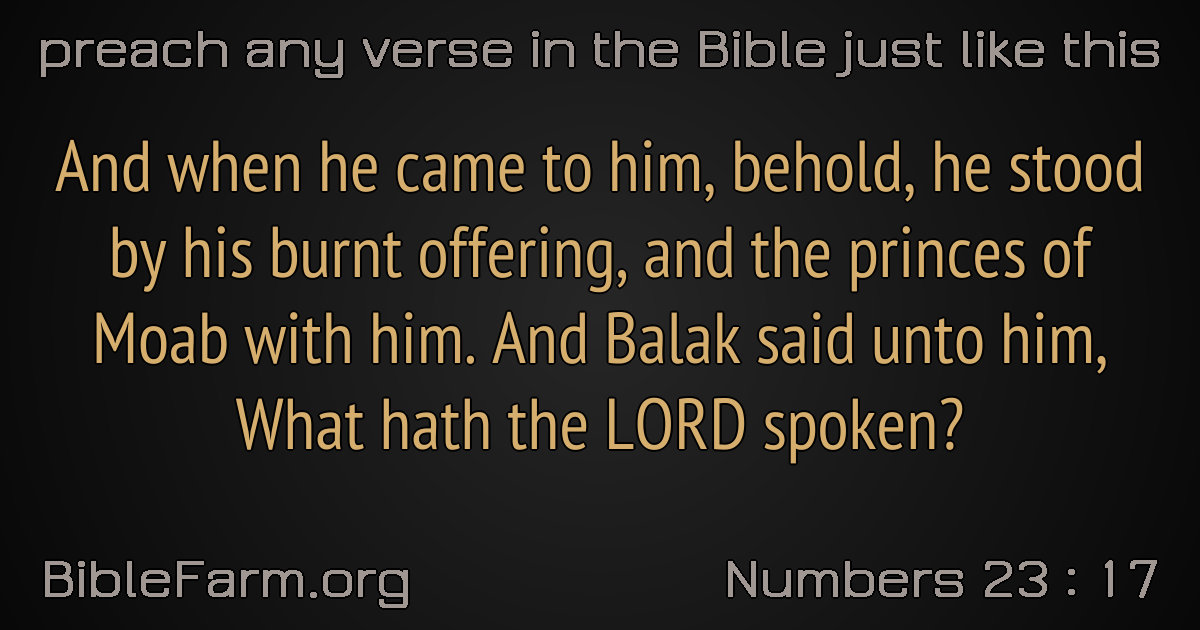 preach any verse in the Bible just like this
And when he came to him, behold, he stood
by his burnt offering, and the princes of
Moab with him. And Balak said unto him,
What hath the LORD spoken?
BibleFarm.org
Numbers 23 : 17